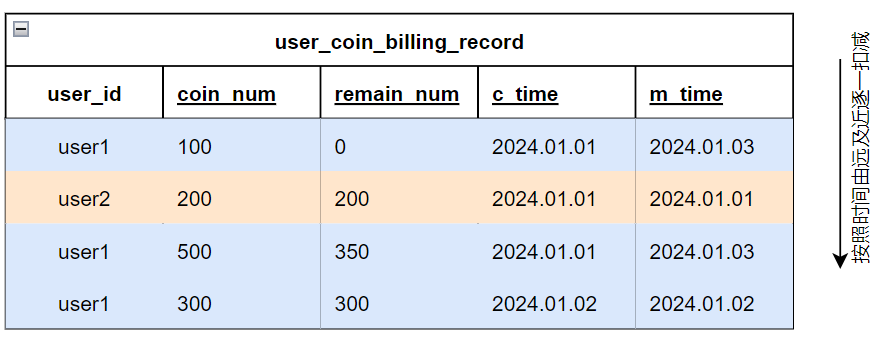 user_coin_billing_record
user_id coin_num remain_num c_time m_time
user1 100 0 2024.01.01 2024.01.03
user2 200 200 2024.01.01 2024.01.01
user1 500 350 2024.01.01 2024.01.03
user1 300 300 2024.01.02 2024.01.02
按照时间由远及近逐一扣减